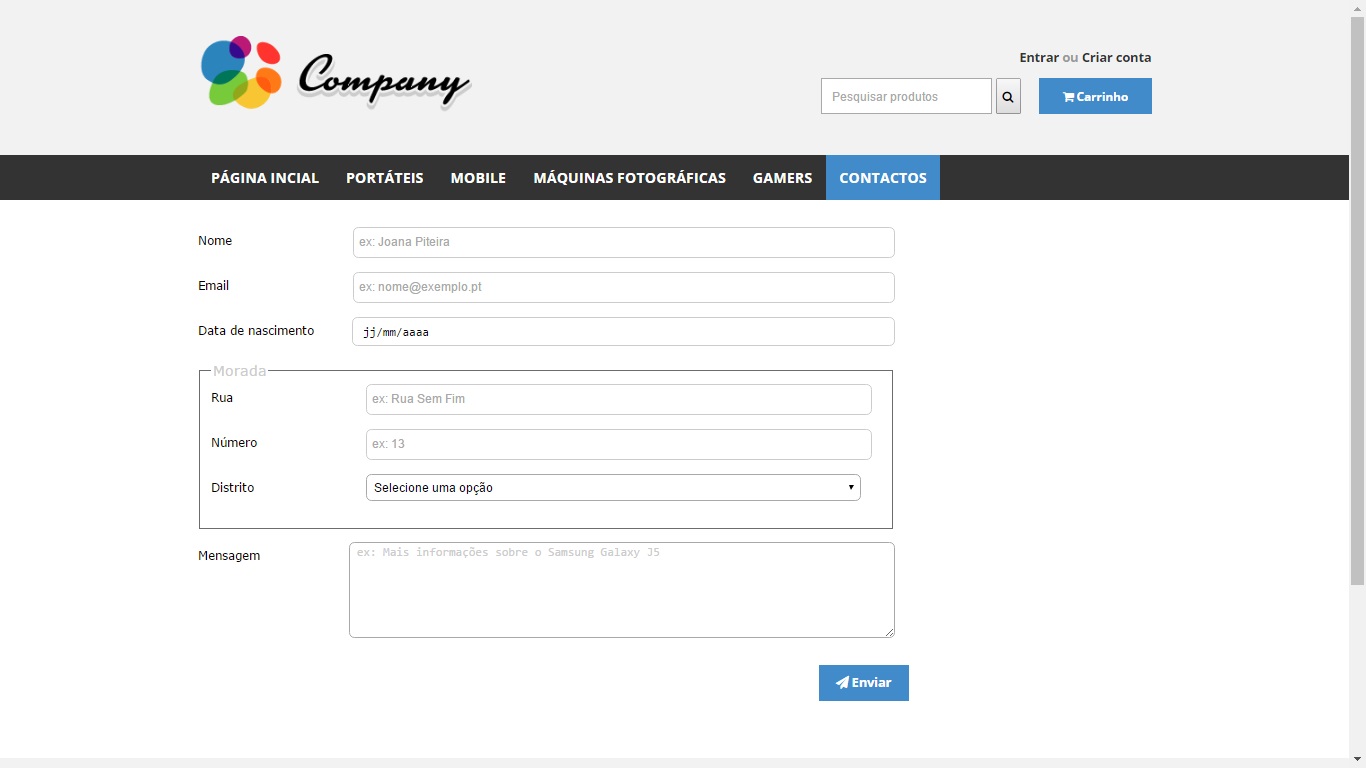 Company
Entrar ou Criar conta
Pesquisar produtos
Carrinho
PÁGINA INCIAL PORTÁTEIS MOBILE MÁQUINAS FOTOGRÁFICAS GAMERS CONTACTOS
Nome ex: Joana Piteira
Email ex: nome@exemplo.pt
Data de nascimento jj/mm/aaaa
Morada
Rua ex: Rua Sem Fim
Número ex: 13
Distrito Selecione uma opção
Mensagem ex: Mais informações sobre o Samsung Galaxy J5
Enviar